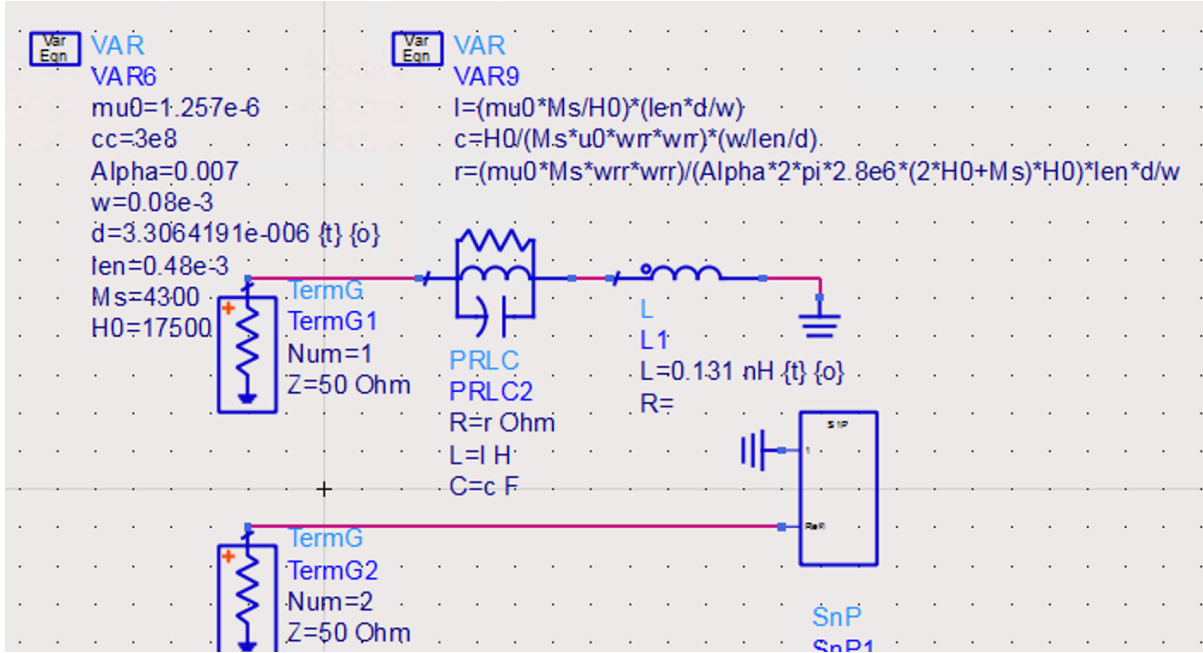 Var
Eqn
VAR
VAR6
mu0=1.257e-6
cc=3e8
Alpha=0.007
w=0.08e-3
d=3.3064191e-006 {t} {o}
len=0.48e-3
Ms=4300
H0=17500
Var
Eqn
VAR
VAR9
l=(mu0*Ms/H0)*(len*d/w)
c=H0/(Ms*u0*wrr*wrr)*(w/len/d)
r=(mu0*Ms*wrr*wrr)/(Alpha*2*pi*2.8e6*(2*H0+Ms)*H0)*len*d/w
TermG
TermG1
Num=1
Z=50 Ohm
PRLC
PRLC2
R=r Ohm
L=l H
C=c F
L
L1
L=0.131 nH {t} {o}
R=
S1P
1
Ref
TermG
TermG2
Num=2
Z=50 Ohm
SnP
SnP1